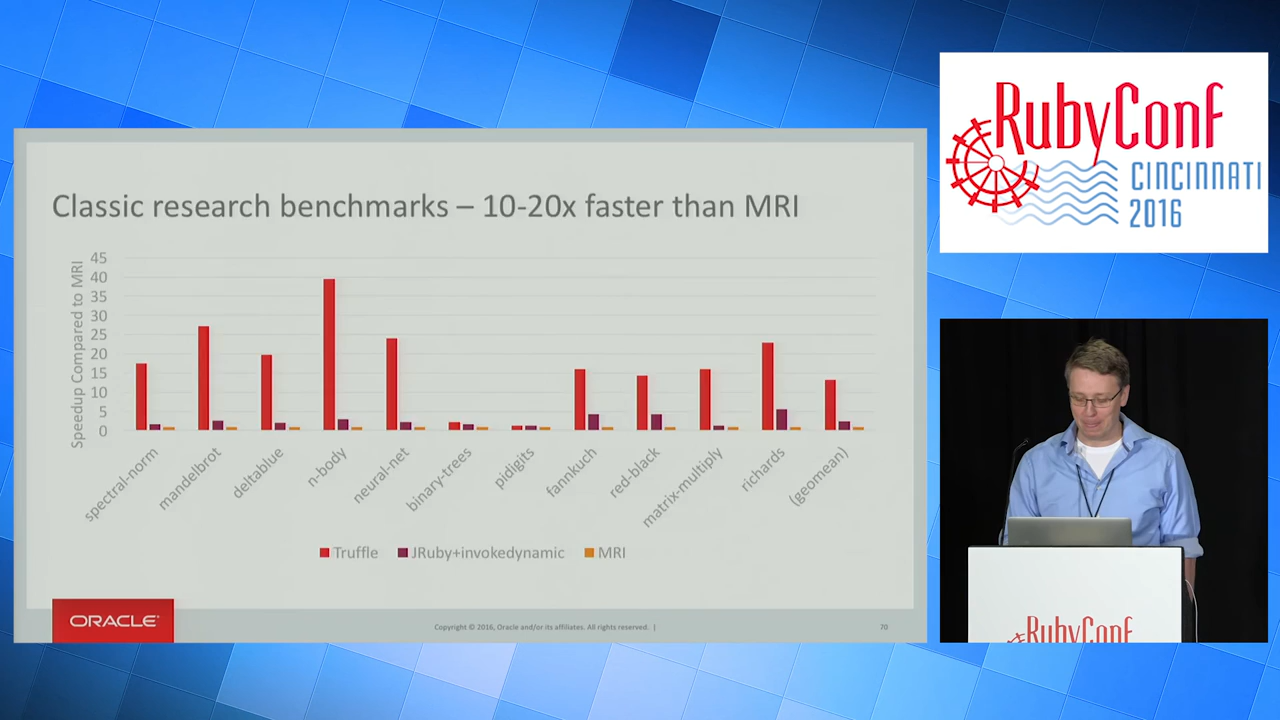 Classic research benchmarks – 10-20x faster than MRI
Speedup Compared to MRI
45
40
35
30
25
20
15
10
5
0
spectral-norm
mandelbrot
deltablue
n-body
neural-net
binary-trees
pidigits
fannkuch
red-black
matrix-multiply
richards
(geomean)
Truffle
JRuby+invokedynamic
MRI
ORACLE®
Copyright © 2016, Oracle and/or its affiliates. All rights reserved. |
70
RubyConf
CINCINNATI
2016
RubyConf